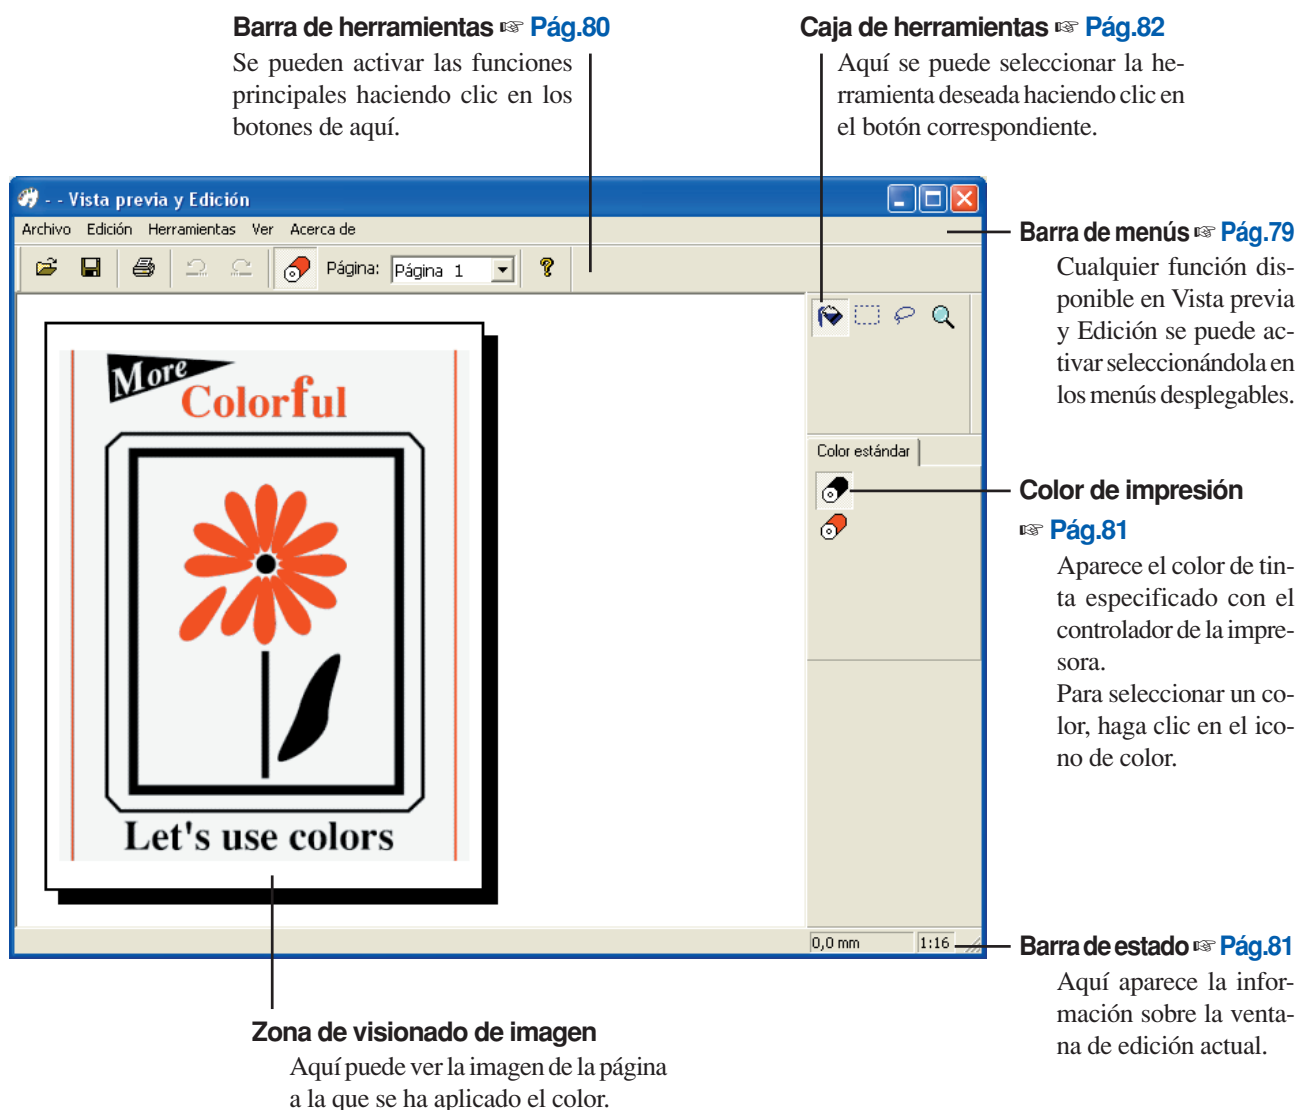 Barra de herramientas ☞ Pág.80
Se pueden activar las funciones
principales haciendo clic en los
botones de aquí.
Caja de herramientas ☞ Pág.82
Aquí se puede seleccionar la he-
rramienta deseada haciendo clic en
el botón correspondiente.
- - Vista previa y Edición
Archivo Edición Herramientas Ver Acerca de
Página: Página 1
More
Colorful
Let's use colors
Color estándar
0,0 mm 1:16
Barra de menús ☞ Pág.79
Cualquier función dis-
ponible en Vista previa
y Edición se puede ac-
tivar seleccionándola en
los menús desplegables.
Color de impresión
☞ Pág.81
Aparece el color de tin-
ta especificado con el
controlador de la impre-
sora.
Para seleccionar un co-
lor, haga clic en el ico-
no de color.
Barra de estado ☞ Pág.81
Aquí aparece la infor-
mación sobre la venta-
na de edición actual.
Zona de visionado de imagen
Aquí puede ver la imagen de la página
a la que se ha aplicado el color.